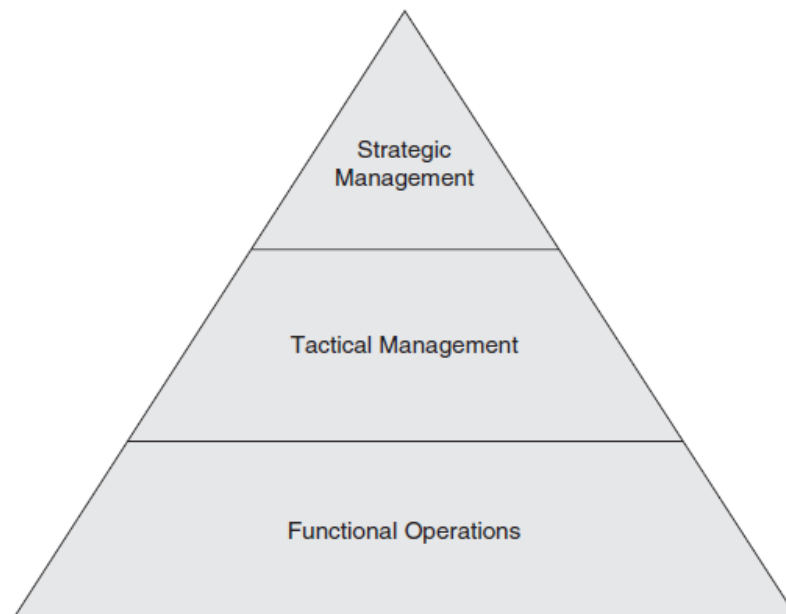 Strategic
Management
Tactical Management
Functional Operations